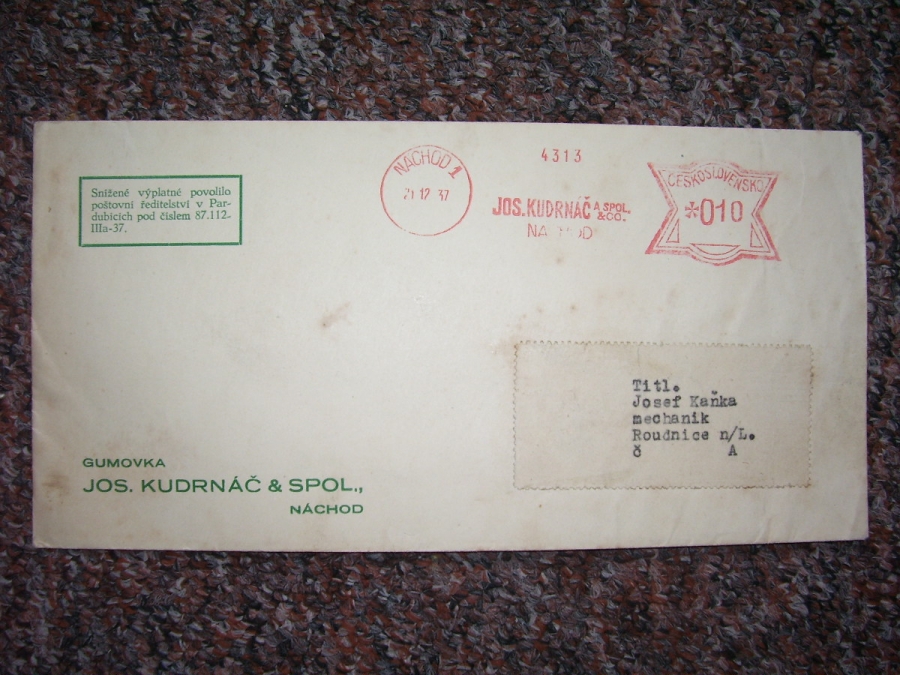 Snížené výplatné povolilo
poštovní ředitelství v Par-
dubicích pod číslem 87.112-
IIIa-37.
NÁCHOD 1
21 12 37
4313
JOS. KUDRNÁČ A SPOL.
& CO.
ČESKOSLOVENSKO
*010
Titl.
Josef Kaňka
mechanik
Roudnice n/L.
č A
GUMOVKA
JOS. KUDRNÁČ & SPOL.,,
NÁCHOD